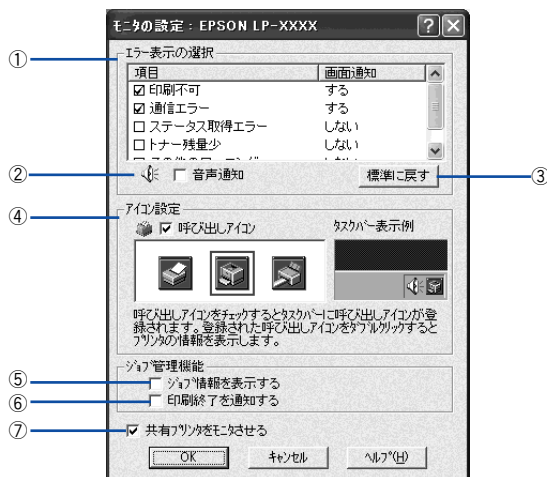 モニタの設定：EPSON LP-XXXX
?
①
エラー表示の選択
項目 画面通知
印刷不可 する
通信エラー する
ステータス取得エラー しない
トナー残量少 しない
② 音声通知
標準に戻す ③
④
アイコン設定
呼び出しアイコン
タスクバー表示例
呼び出しアイコンをチェックするとタスクバーに呼び出しアイコンが登
録されます。登録された呼び出しアイコンをダブルクリックすると
プリンタの情報を表示します。
ジョブ管理機能
⑤ ジョブ情報を表示する
⑥ 印刷終了を通知する
⑦ 共有プリンタをモニタさせる
OK キャンセル ヘルプ(H)